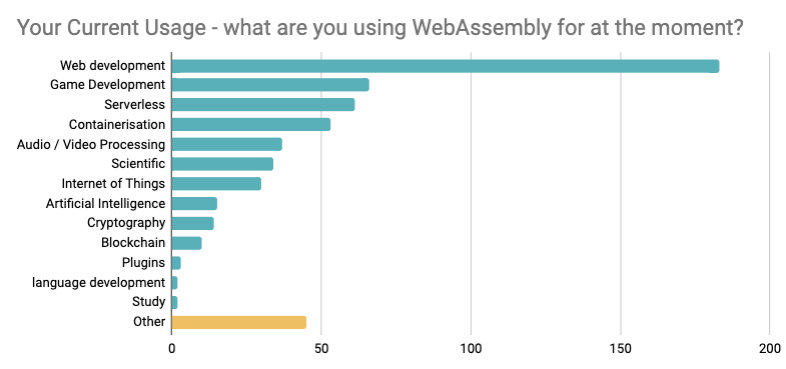 Your Current Usage - what are you using WebAssembly for at the moment?
Web development
Game Development
Serverless
Containerisation
Audio / Video Processing
Scientific
Internet of Things
Artificial Intelligence
Cryptography
Blockchain
Plugins
language development
Study
Other
0 50 100 150 200